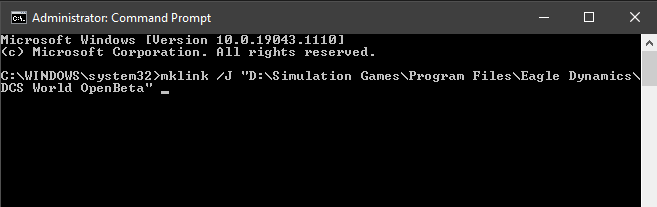 Administrator: Command Prompt
Microsoft Windows [Version 10.0.19043.1110]
(c) Microsoft Corporation. All rights reserved.
C:\WINDOWS\system32>mklink /J "D:\Simulation Games\Program Files\Eagle Dynamics\
DCS World OpenBeta" _